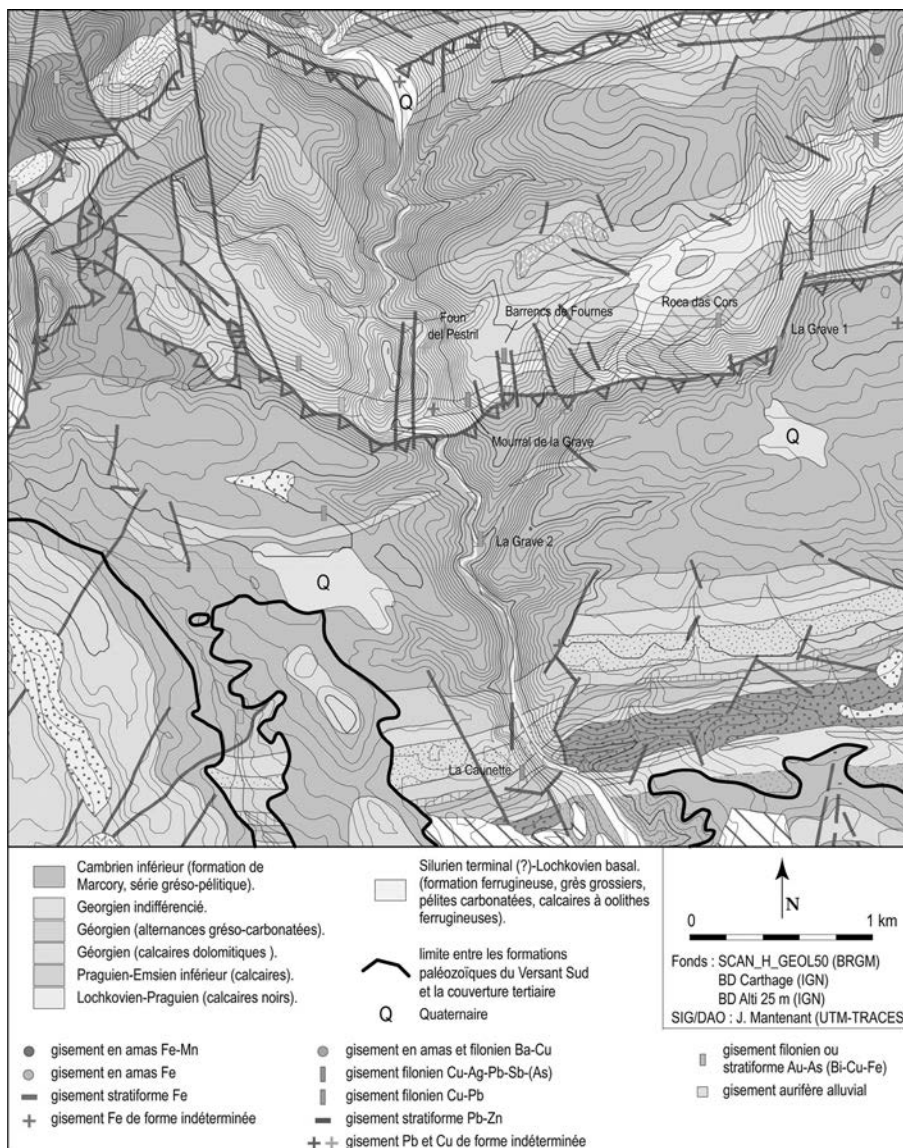 Q
Foun
del Pestril
Barrencs de Fournes
Roca das Cors
La Grave 1
Q
Mourral de la Grave
La Grave 2
Q
La Caunette
Cambrien inférieur (formation de
Marcory, série gréso-pélitique).
Georgien indifférencié.
Géorgien (alternances gréso-carbonatées).
Géorgien (calcaires dolomitiques ).
Praguien-Emsien inférieur (calcaires).
Lochkovien-Praguien (calcaires noirs).
Silurien terminal (?)-Lochkovien basal.
(formation ferrugineuse, grès grossiers,
pélites carbonatées, calcaires à oolithes
ferrugineuses).
limite entre les formations
paléozoïques du Versant Sud
et la couverture tertiaire
Q Quaternaire
N
0 1 km
Fonds : SCAN_H_GEOL50 (BRGM)
BD Carthage (IGN)
BD Alti 25 m (IGN)
SIG/DAO : J. Mantenant (UTM-TRACES)
gisement en amas Fe-Mn
gisement en amas Fe
gisement stratiforme Fe
gisement Fe de forme indéterminée
gisement en amas et filonien Ba-Cu
gisement filonien Cu-Ag-Pb-Sb-(As)
gisement filonien Cu-Pb
gisement stratiforme Pb-Zn
gisement Pb et Cu de forme indéterminée
gisement filonien ou
stratiforme Au-As (Bi-Cu-Fe)
gisement aurifère alluvial